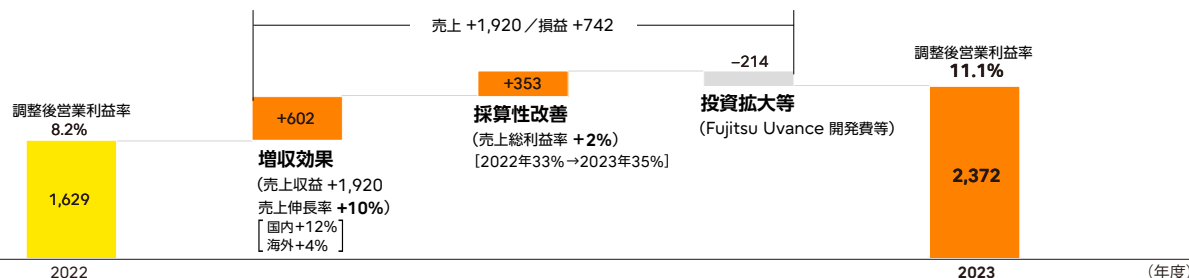 売上 +1,920／損益 +742
調整後営業利益率
8.2%
1,629
+602
増収効果
(売上収益 +1,920
売上伸長率 +10%)
国内+12%
海外+4%
+353
採算性改善
(売上総利益率 +2%)
[2022年33%→2023年35%]
–214
投資拡大等
(Fujitsu Uvance 開発費等)
調整後営業利益率
11.1%
2,372
2022
2023
(年度)